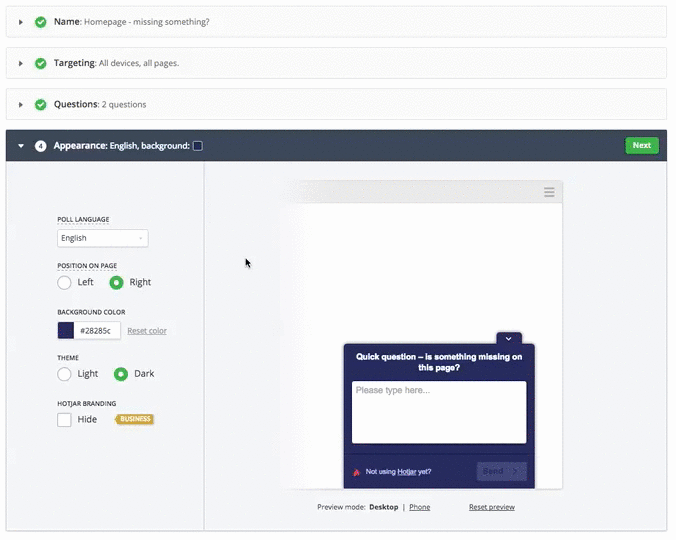 Name: Homepage - missing something?
Targeting: All devices, all pages.
Questions: 2 questions
4 Appearance: English, background:
Next
POLL LANGUAGE
English
POSITION ON PAGE
Left Right
BACKGROUND COLOR
#28285c Reset color
THEME
Light Dark
HOTJAR BRANDING
Hide BUSINESS
Quick question – is something missing on
this page?
Please type here...
Not using Hotjar yet? Send
Preview mode: Desktop | Phone Reset preview